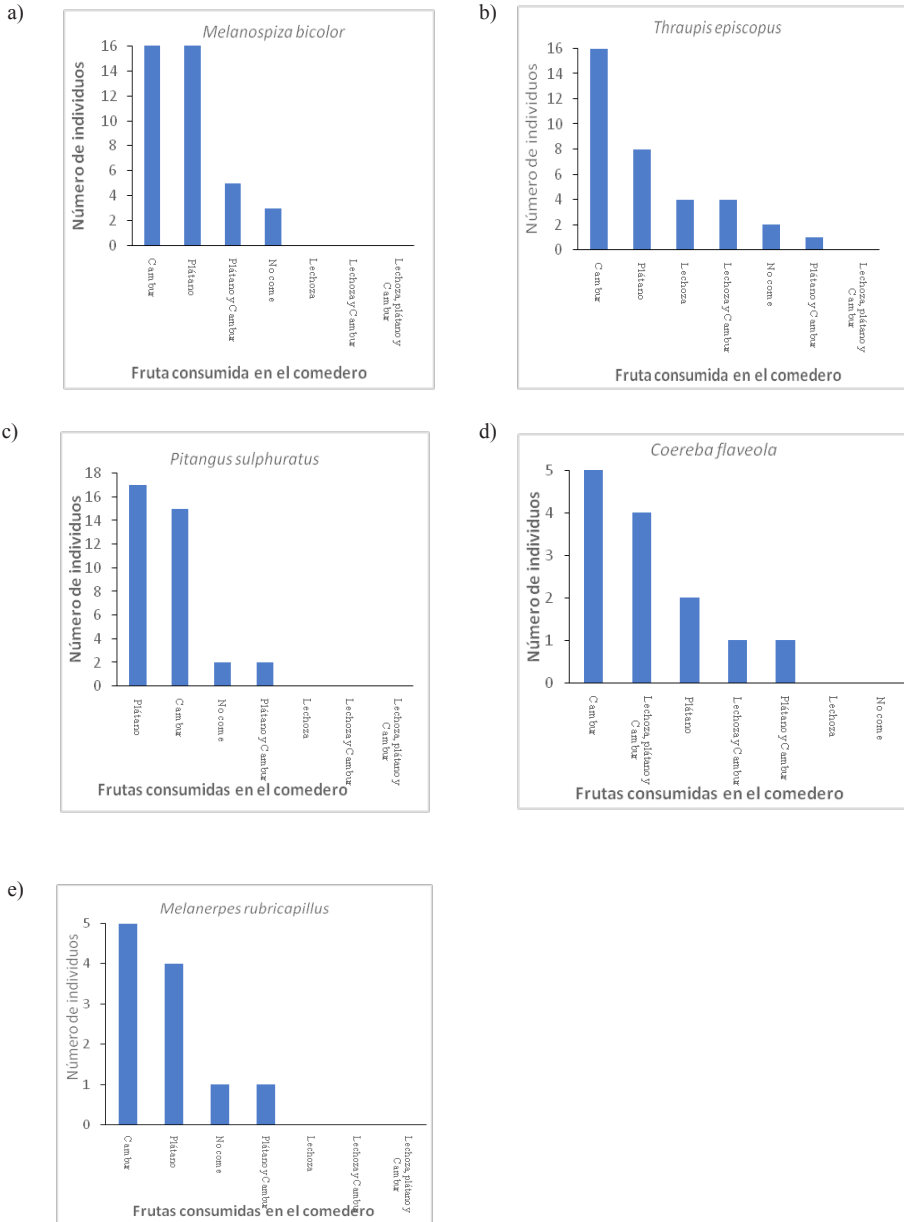 a)
Melanospiza bicolor
Número de individuos
16
14
12
10
8
6
4
2
0
Cambur
Plátano
Plátano y Cambur
No come
Lechoza
Lechoza y Cambur
Lechoza, plátano y
Cambur
Fruta consumida en el comedero
b)
Thraupis episcopus
Número de individuos
16
14
12
10
8
6
4
2
0
Cambur
Plátano
Lechoza
Lechoza y Cambur
No come
Plátano y Cambur
Lechoza, plátano y
Cambur
Fruta consumida en el comedero
c)
Pitangus sulphuratus
Número de individuos
18
16
14
12
10
8
6
4
2
0
Plátano
Cambur
No come
Plátano y Cambur
Lechoza
Lechoza y Cambur
Lechoza, plátano y
Cambur
Frutas consumidas en el comedero
d)
Coereba flaveola
Número de individuos
5
4
3
2
1
0
Cambur
Lechoza, plátano y
Cambur
Plátano
Lechoza y Cambur
Plátano y Cambur
Lechoza
No come
Frutas consumidas en el comedero
e)
Melanerpes rubricapillus
Número de individuos
5
4
3
2
1
0
Cambur
Plátano
No come
Plátano y Cambur
Lechoza
Lechoza y Cambur
Lechoza, plátano y
Cambur
Frutas consumidas en el comedero